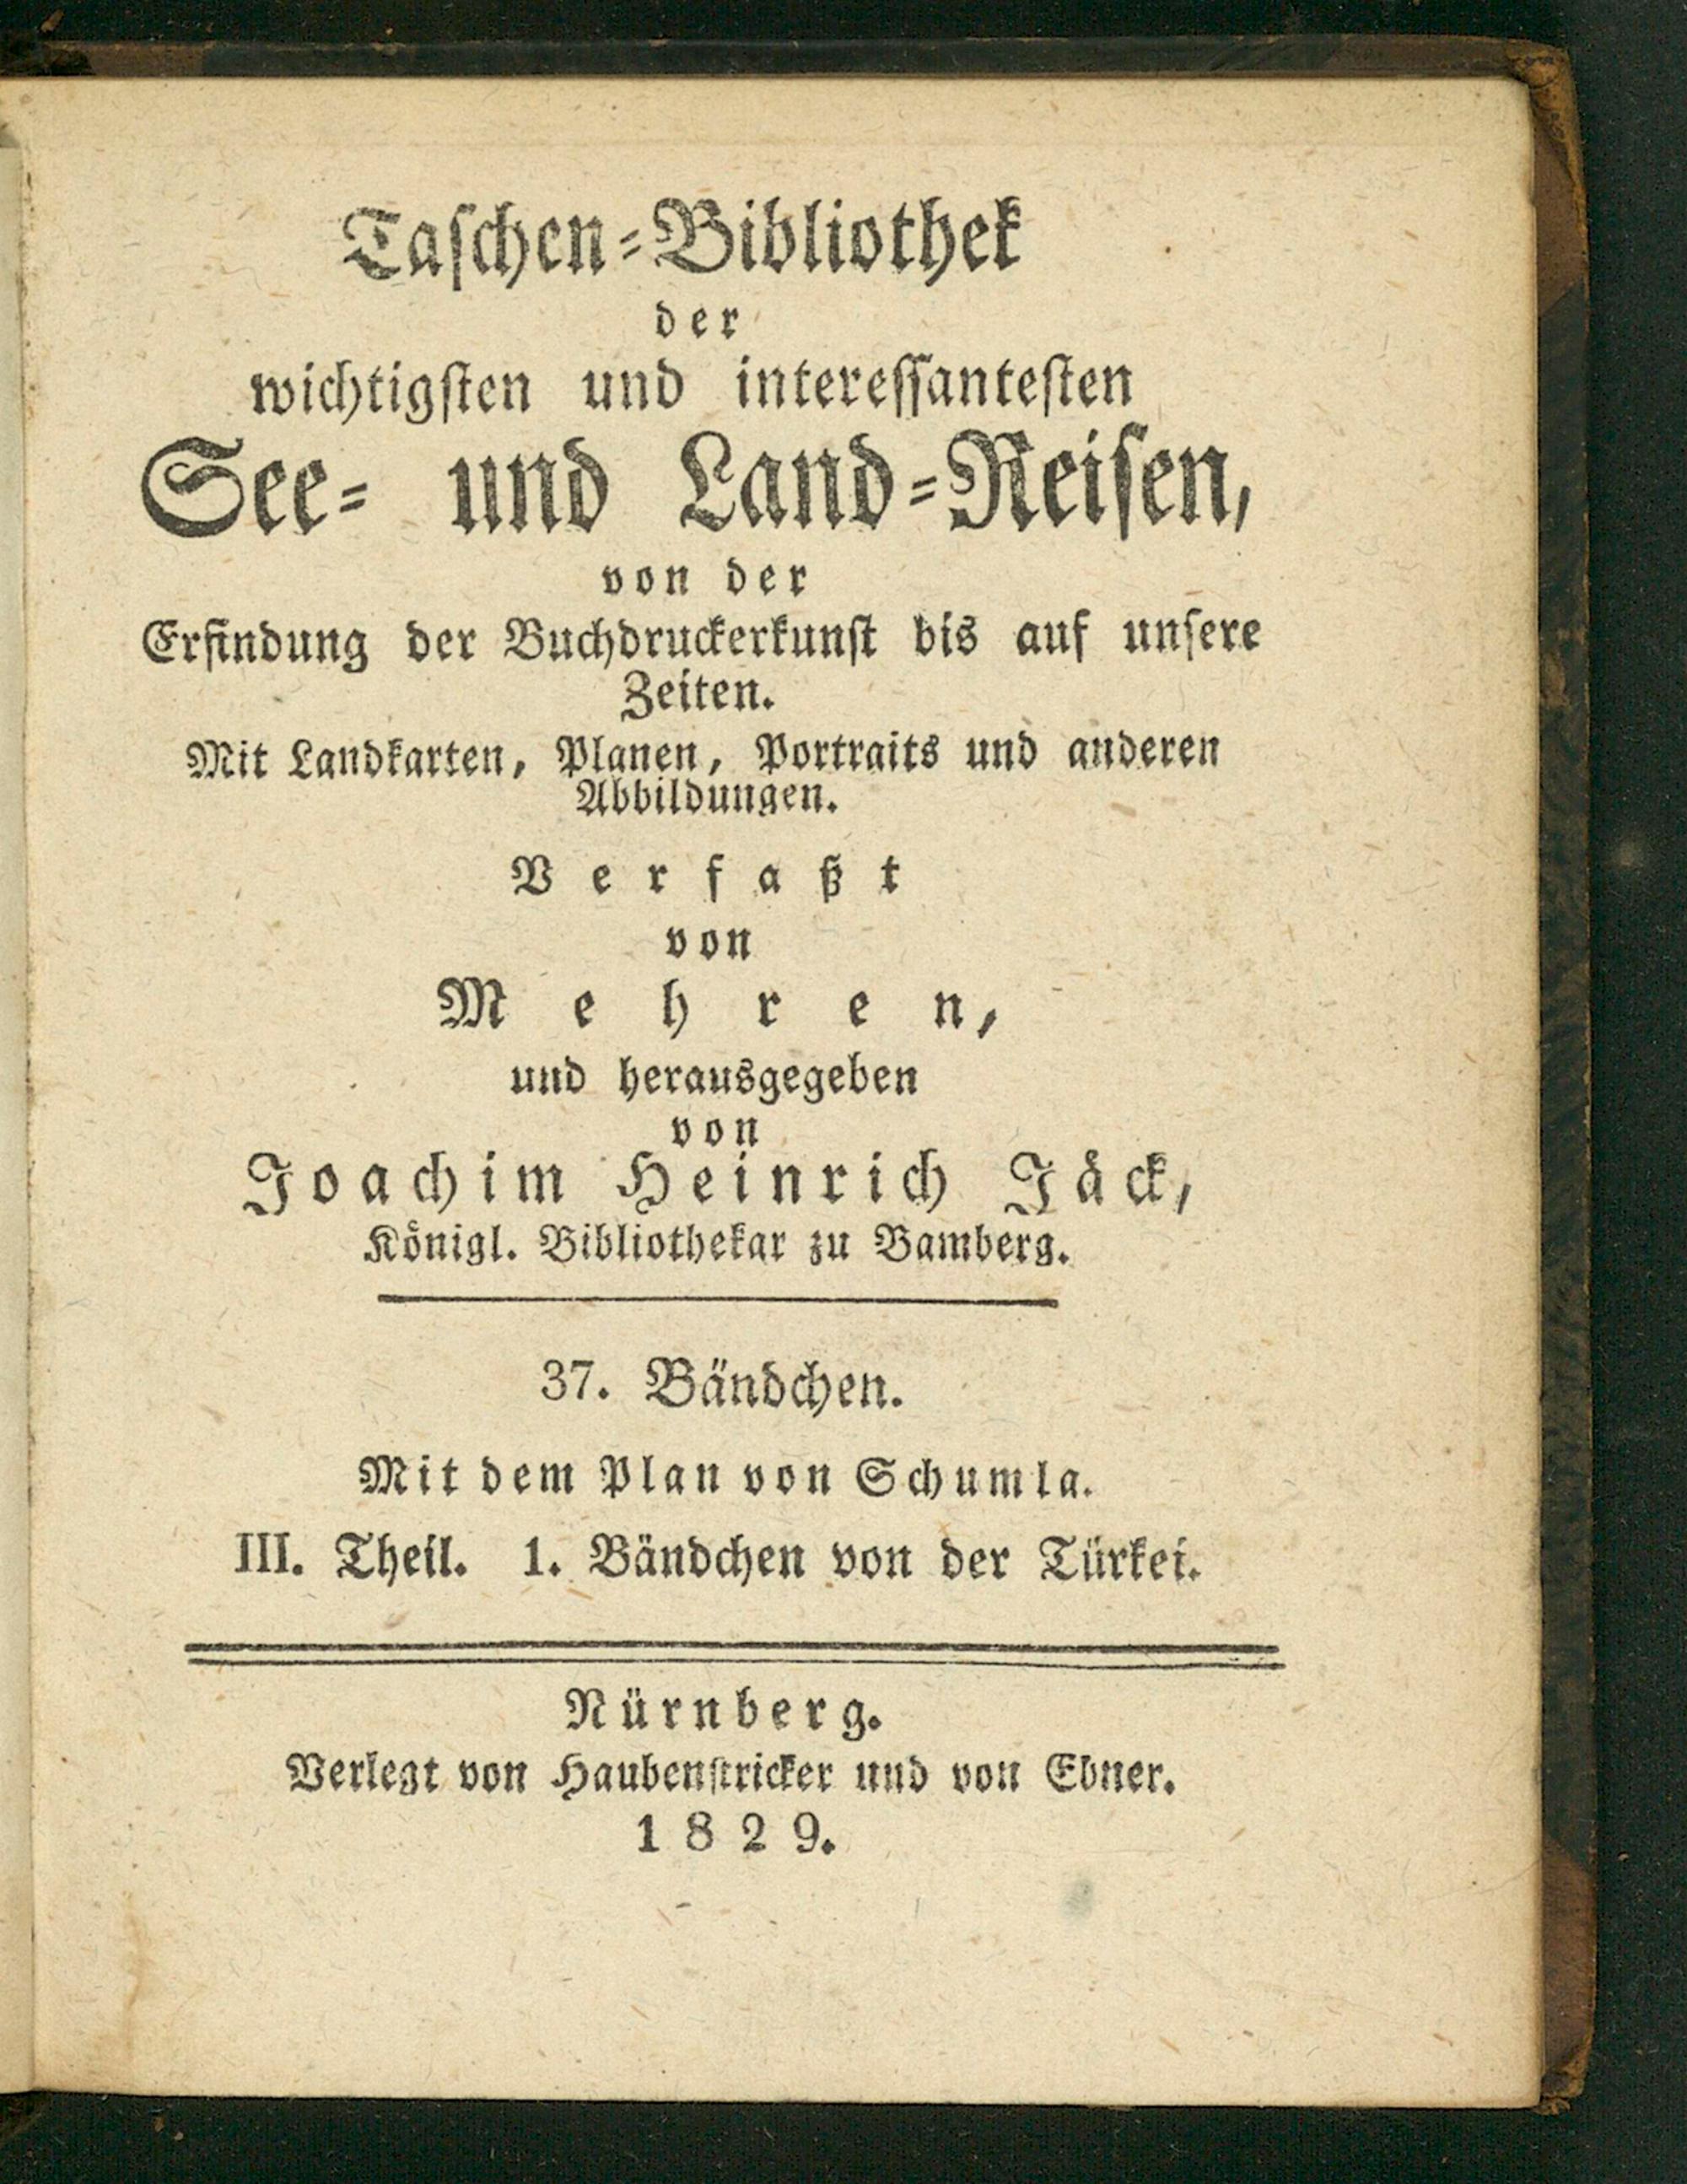 Taschen-Bibliothek
der
wichtigsten und interessantesten
See- und Land-Reisen,
von der
Erfindung der Buchdruckerkunst bis auf unsere
Zeiten.
Mit Landkarten, Planen, Portraits und anderen
Abbildungen.
Verfaßt
von
Mehren,
und herausgegeben
von
Joachim Heinrich Jäck,
Königl. Bibliothekar zu Bamberg.
37. Bändchen.
Mit dem Plan von Schumla.
III. Theil. 1. Bändchen von der Türkei.
Nürnberg.
Verlegt von Haubenstricker und von Ebner.
1829.